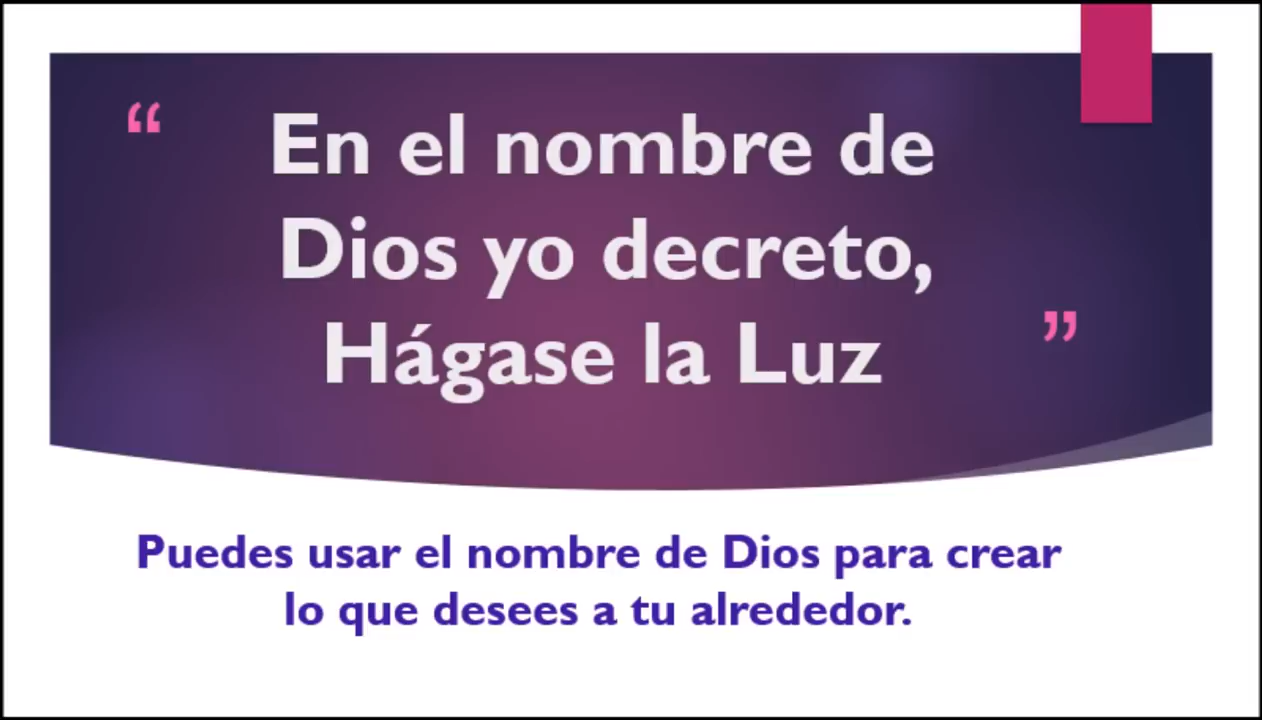 “ En el nombre de
Dios yo decreto,
Hágase la Luz ”
Puedes usar el nombre de Dios para crear
lo que desees a tu alrededor.